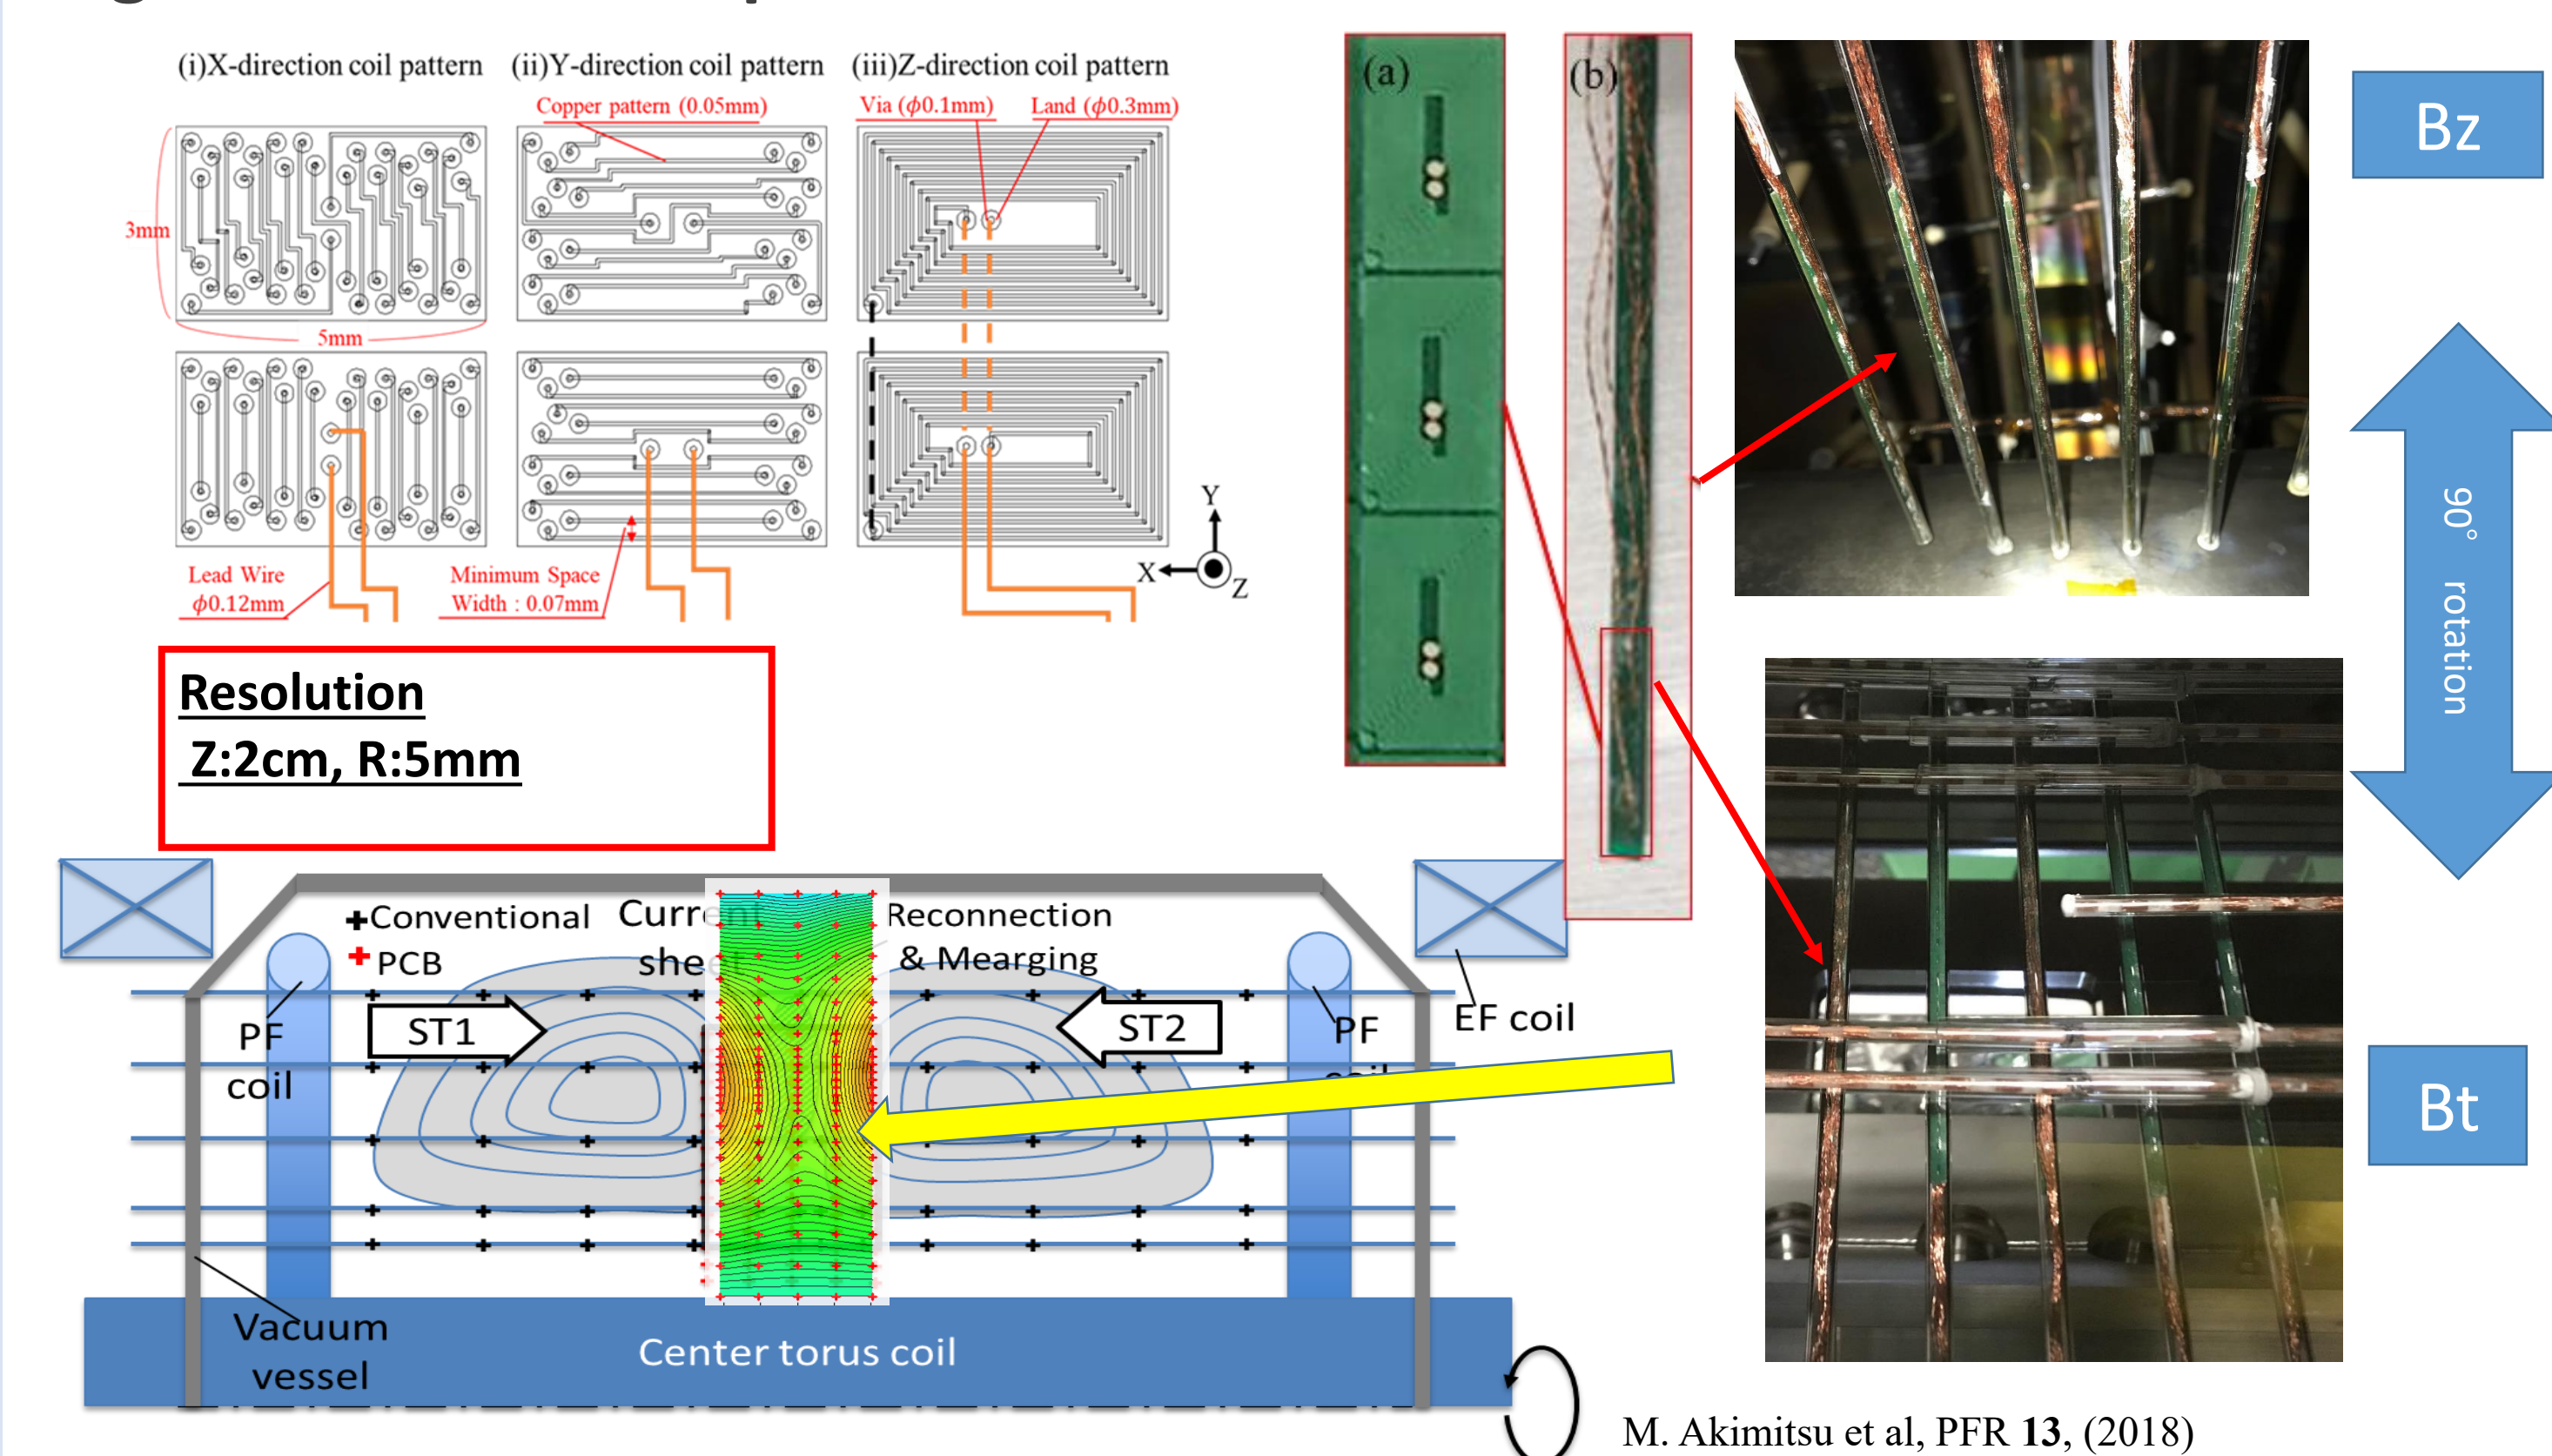 (i)X-direction coil pattern
(ii)Y-direction coil pattern
(iii)Z-direction coil pattern
Copper pattern (0.05mm)
Via (ϕ0.1mm)
Land (ϕ0.3mm)
3mm
5mm
Lead Wire
ϕ0.12mm
Minimum Space
Width : 0.07mm
Y
X
Z
(a)
(b)
Bz
90° rotation
Bt
Resolution
Z:2cm, R:5mm
+Conventional
+PCB
Current
sheet
Reconnection
& Mearging
ST1
ST2
PF
coil
PF
coil
EF coil
Vacuum
vessel
Center torus coil
M. Akimitsu et al, PFR 13, (2018)